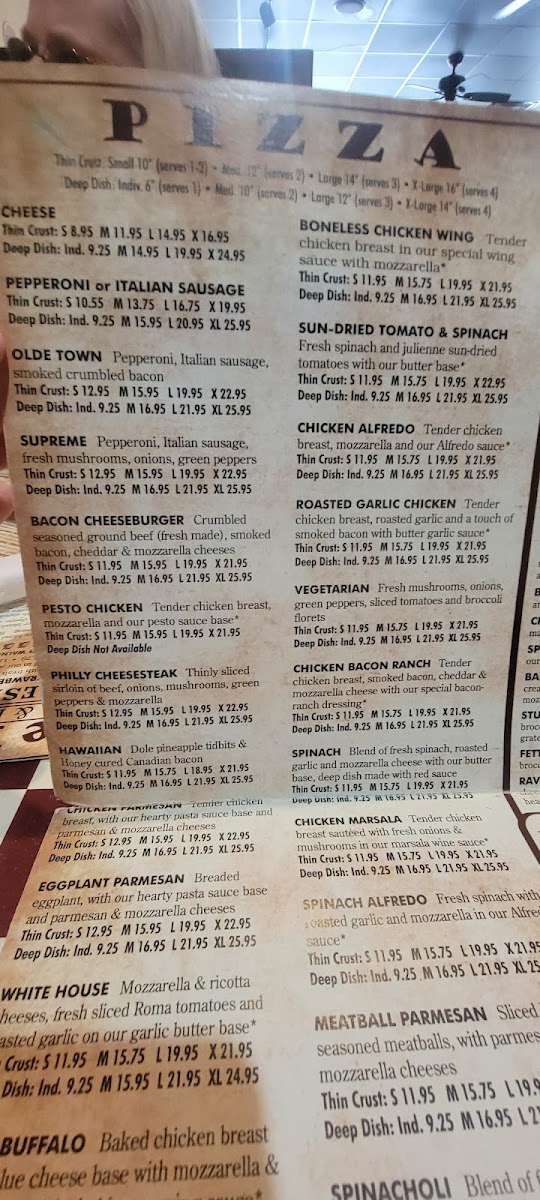 PIZZA
Thin Crust: Small 10" (serves 1-2) • Med. 12" (serves 2) • Large 14" (serves 3) • X-Large 16" (serves 4)
Deep Dish: Indiv. 6" (serves 1) • Med. 10" (serves 2) • Large 12" (serves 3) • X-Large 14" (serves 4)
CHEESE
Thin Crust: S 8.95 M 11.95 L 14.95 X 16.95
Deep Dish: Ind. 9.25 M 14.95 L 19.95 X 24.95
PEPPERONI or ITALIAN SAUSAGE
Thin Crust: S 10.55 M 13.75 L 16.75 X 19.95
Deep Dish: Ind. 9.25 M 15.95 L 20.95 XL 25.95
OLDE TOWN Pepperoni, Italian sausage,
smoked crumbled bacon
Thin Crust: S 12.95 M 15.95 L 19.95 X 22.95
Deep Dish: Ind. 9.25 M 16.95 L 21.95 XL 25.95
SUPREME Pepperoni, Italian sausage,
fresh mushrooms, onions, green peppers
Thin Crust: S 12.95 M 15.95 L 19.95 X 22.95
Deep Dish: Ind. 9.25 M 16.95 L 21.95 XL 25.95
BACON CHEESEBURGER Crumbled
seasoned ground beef (fresh made), smoked
bacon, cheddar & mozzarella cheeses
Thin Crust: S 11.95 M 15.95 L 19.95 X 21.95
Deep Dish: Ind. 9.25 M 16.95 L 21.95 XL 25.95
PESTO CHICKEN Tender chicken breast,
mozzarella and our pesto sauce base*
Thin Crust: S 11.95 M 15.95 L 19.95 X 21.95
Deep Dish Not Available
PHILLY CHEESESTEAK Thinly sliced
sirloin of beef, onions, mushrooms, green
peppers & mozzarella
Thin Crust: S 12.95 M 15.95 L 19.95 X 22.95
Deep Dish: Ind. 9.25 M 16.95 L 21.95 XL 25.95
HAWAIIAN Dole pineapple tidbits &
Honey cured Canadian bacon
Thin Crust: S 11.95 M 15.75 L 18.95 X 21.95
Deep Dish: Ind. 9.25 M 16.95 L 21.95 XL 25.95
CHICKEN PARMESAN Tender chicken
breast, with our hearty pasta sauce base and
parmesan & mozzarella cheeses
Thin Crust: S 12.95 M 15.95 L 19.95 X 22.95
Deep Dish: Ind. 9.25 M 16.95 L 21.95 XL 25.95
EGGPLANT PARMESAN Breaded
eggplant, with our hearty pasta sauce base
and parmesan & mozzarella cheeses
Thin Crust: S 12.95 M 15.95 L 19.95 X 22.95
Deep Dish: Ind. 9.25 M 16.95 L 21.95 XL 25.95
WHITE HOUSE Mozzarella & ricotta
heeses, fresh sliced Roma tomatoes and
asted garlic on our garlic butter base*
Crust: S 11.95 M 15.75 L 19.95 X 21.95
Dish: Ind. 9.25 M 15.95 L 21.95 XL 24.95
BUFFALO Baked chicken breast
lue cheese base with mozzarella &
BONELESS CHICKEN WING Tender
chicken breast in our special wing
sauce with mozzarella*
Thin Crust: S 11.95 M 15.75 L 19.95 X 21.95
Deep Dish: Ind. 9.25 M 16.95 L 21.95 XL 25.95
SUN-DRIED TOMATO & SPINACH
Fresh spinach and julienne sun-dried
tomatoes with our butter base*
Thin Crust: S 11.95 M 15.75 L 19.95 X 22.95
Deep Dish: Ind. 9.25 M 16.95 L 21.95 XL 25.95
CHICKEN ALFREDO Tender chicken
breast, mozzarella and our Alfredo sauce*
Thin Crust: S 11.95 M 15.75 L 19.95 X 21.95
Deep Dish: Ind. 9.25 M 16.95 L 21.95 XL 25.95
ROASTED GARLIC CHICKEN Tender
chicken breast, roasted garlic and a touch of
smoked bacon with butter garlic sauce*
Thin Crust: S 11.95 M 15.75 L 19.95 X 21.95
Deep Dish: Ind. 9.25 M 16.95 L 21.95 XL 25.95
VEGETARIAN Fresh mushrooms, onions,
green peppers, sliced tomatoes and broccoli
florets
Thin Crust: S 11.95 M 15.75 L 19.95 X 21.95
Deep Dish: Ind. 9.25 M 16.95 L 21.95 XL 25.95
CHICKEN BACON RANCH Tender
chicken breast, smoked bacon, cheddar &
mozzarella cheese with our special bacon-
ranch dressing*
Thin Crust: S 11.95 M 15.75 L 19.95 X 21.95
Deep Dish: Ind. 9.25 M 16.95 L 21.95 XL 25.95
SPINACH Blend of fresh spinach, roasted
garlic and mozzarella cheese with our butter
base, deep dish made with red sauce
Thin Crust: S 11.95 M 15.75 L 19.95 X 21.95
Deep Dish: Ind. 9.25 M 16.95 L 21.95 XL 25.95
CHICKEN MARSALA Tender chicken
breast sautéed with fresh onions &
mushrooms in our marsala wine sauce*
Thin Crust: S 11.95 M 15.75 L 19.95 X 21.95
Deep Dish: Ind. 9.25 M 16.95 L 21.95 XL 25.95
SPINACH ALFREDO Fresh spinach with
roasted garlic and mozzarella in our Alfre
sauce*
Thin Crust: S 11.95 M 15.75 L 19.95 X 21.95
Deep Dish: Ind. 9.25 M 16.95 L 21.95 XL 25
MEATBALL PARMESAN Sliced
seasoned meatballs, with parmes
mozzarella cheeses
Thin Crust: S 11.95 M 15.75 L 19.9
Deep Dish: Ind. 9.25 M 16.95 L 2
SPINACHOLI Blend of f